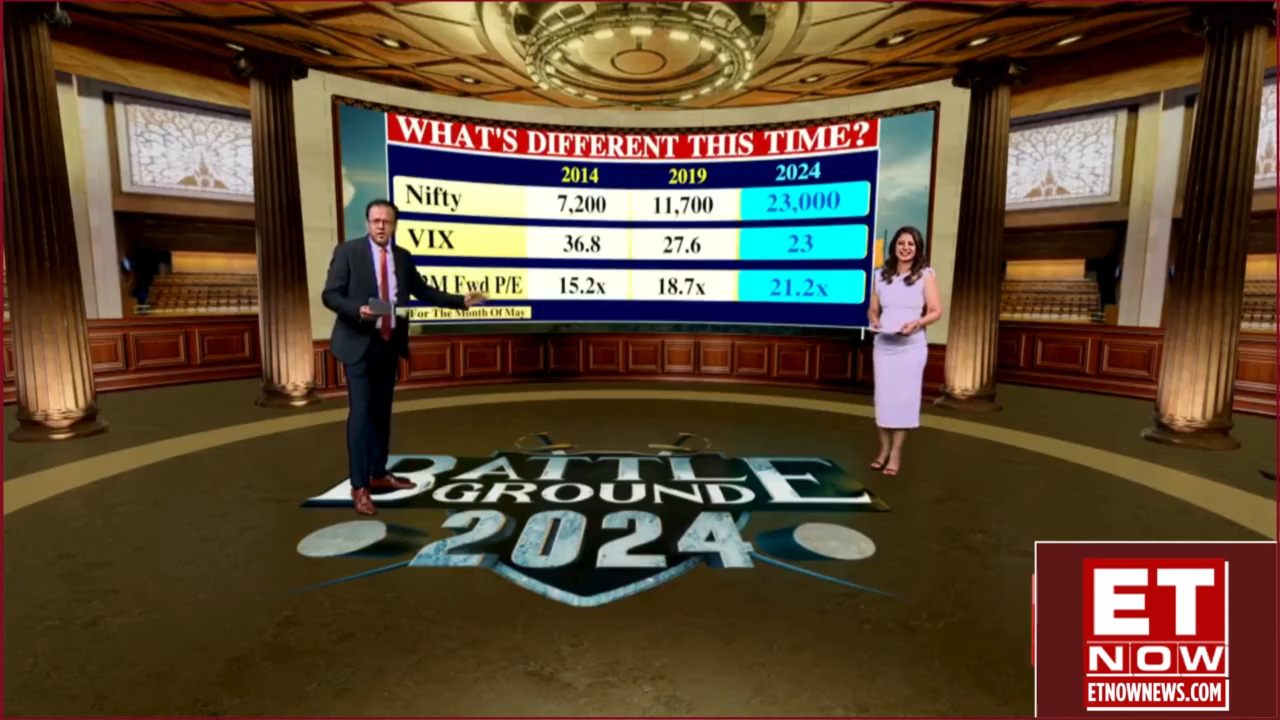 WHAT'S DIFFERENT THIS TIME?
2014 2019 2024
Nifty 7,200 11,700 23,000
VIX 36.8 27.6 23
Fwd P/E 15.2x 18.7x 21.2x
For The Month Of May
BATTLE
GROUND
2024
ET
NOW
ETNOWNEWS.COM